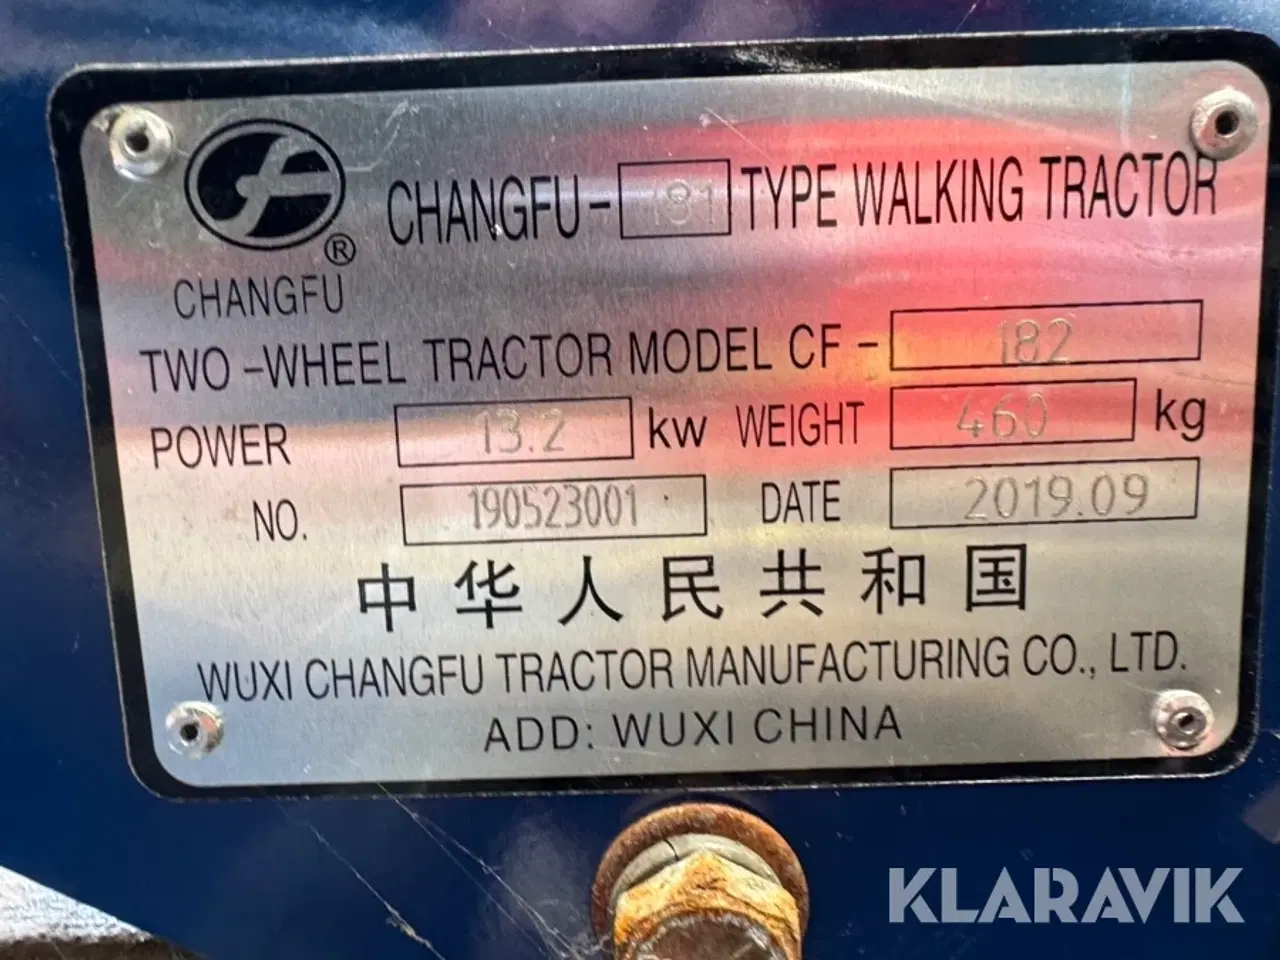 CHANGFU-181 TYPE WALKING TRACTOR
®
CHANGFU
TWO-WHEEL TRACTOR MODEL CF-182
POWER 13.2 kw WEIGHT 460 kg
NO. 190523001 DATE 2019.09
中华人民共和国
WUXI CHANGFU TRACTOR MANUFACTURING CO., LTD.
ADD: WUXI CHINA
KLARAVIK